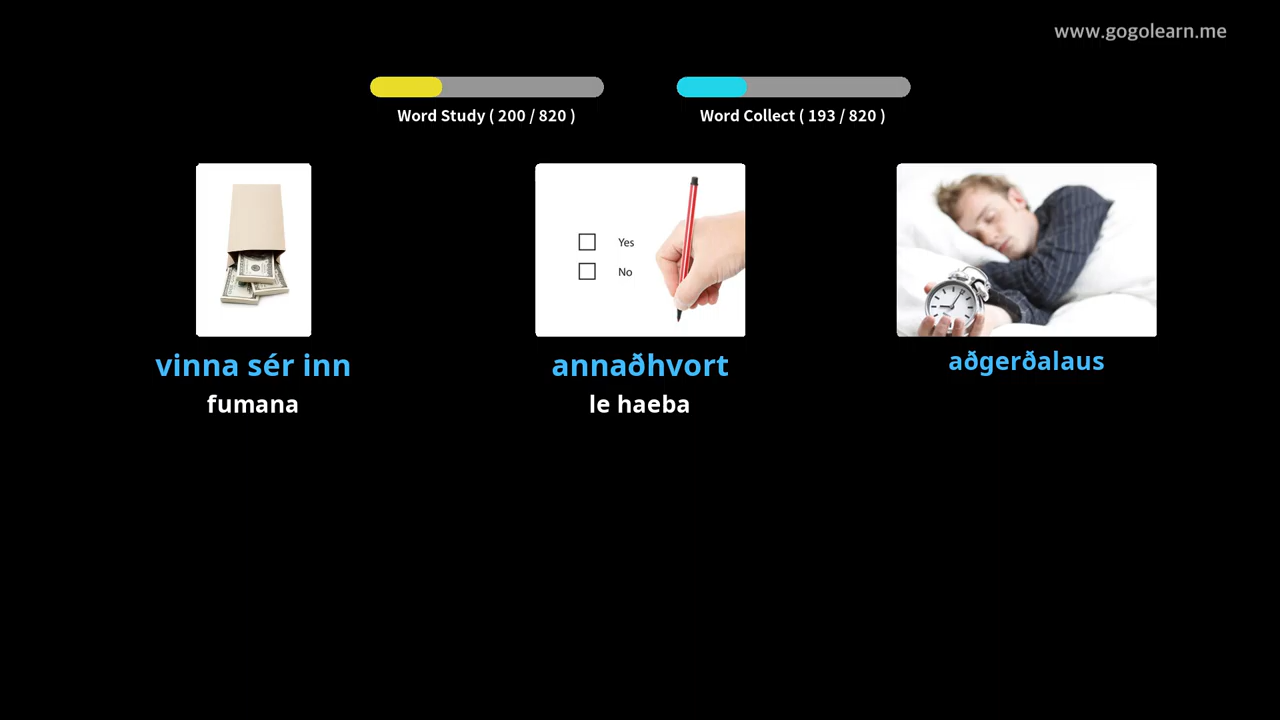 www.gogolearn.me
Word Study ( 200 / 820 )
Word Collect ( 193 / 820 )
Yes
No
vinna sér inn
fumana
annaðhvort
le haeba
aðgerðalaus